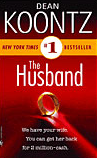 DEAN
KOONTZ
NEW YORK TIMES #1 BESTSELLER
The Husband
We have your wife.
You can get her back
for 2 million-cash.